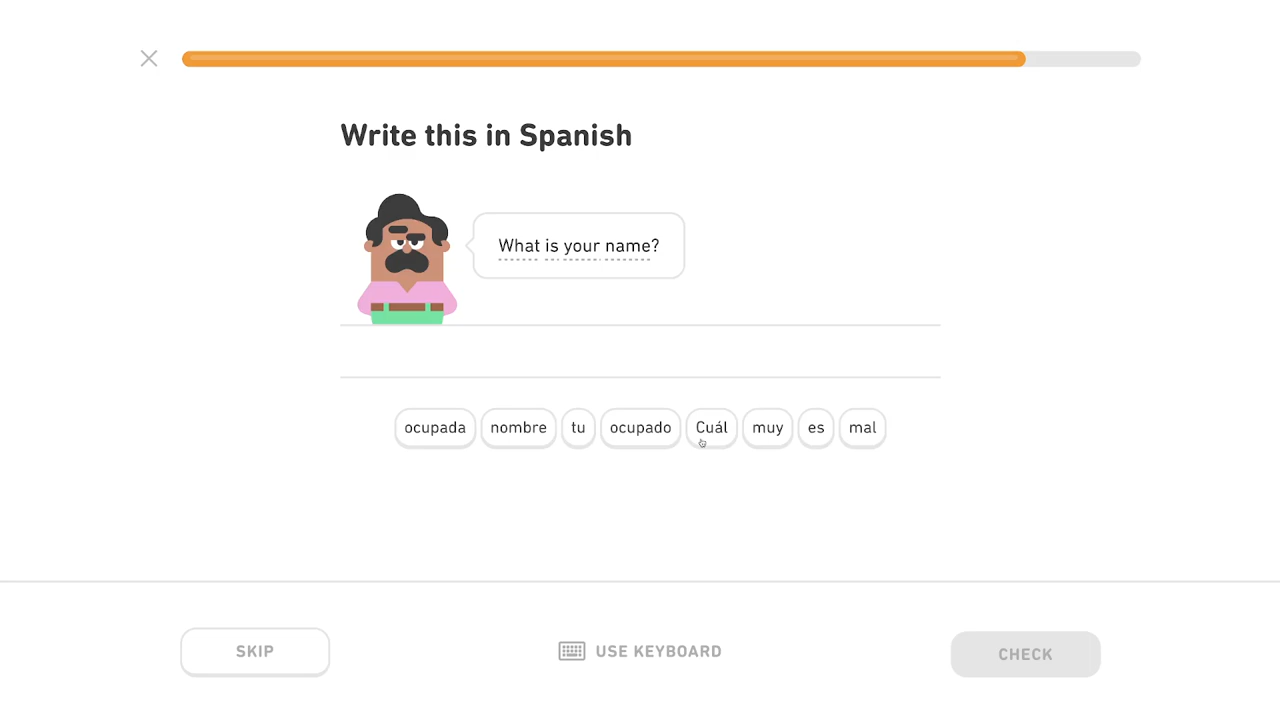 Write this in Spanish
What is your name?
ocupada nombre tu ocupado Cuál muy es mal
SKIP USE KEYBOARD CHECK